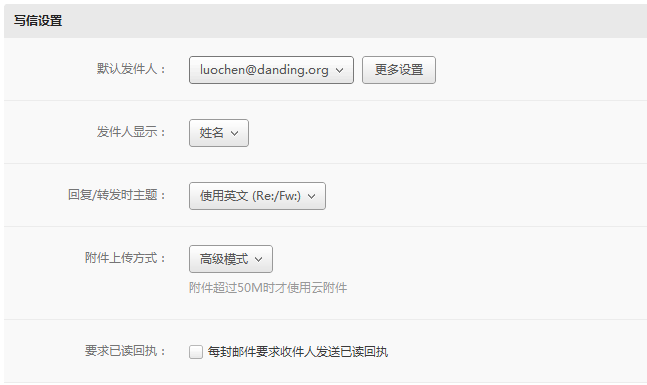 写信设置
默认发件人： luochen@danding.org 更多设置
发件人显示： 姓名
回复/转发时主题： 使用英文 (Re:/Fw:)
附件上传方式： 高级模式
附件超过50M时才使用云附件
要求已读回执： 每封邮件要求收件人发送已读回执